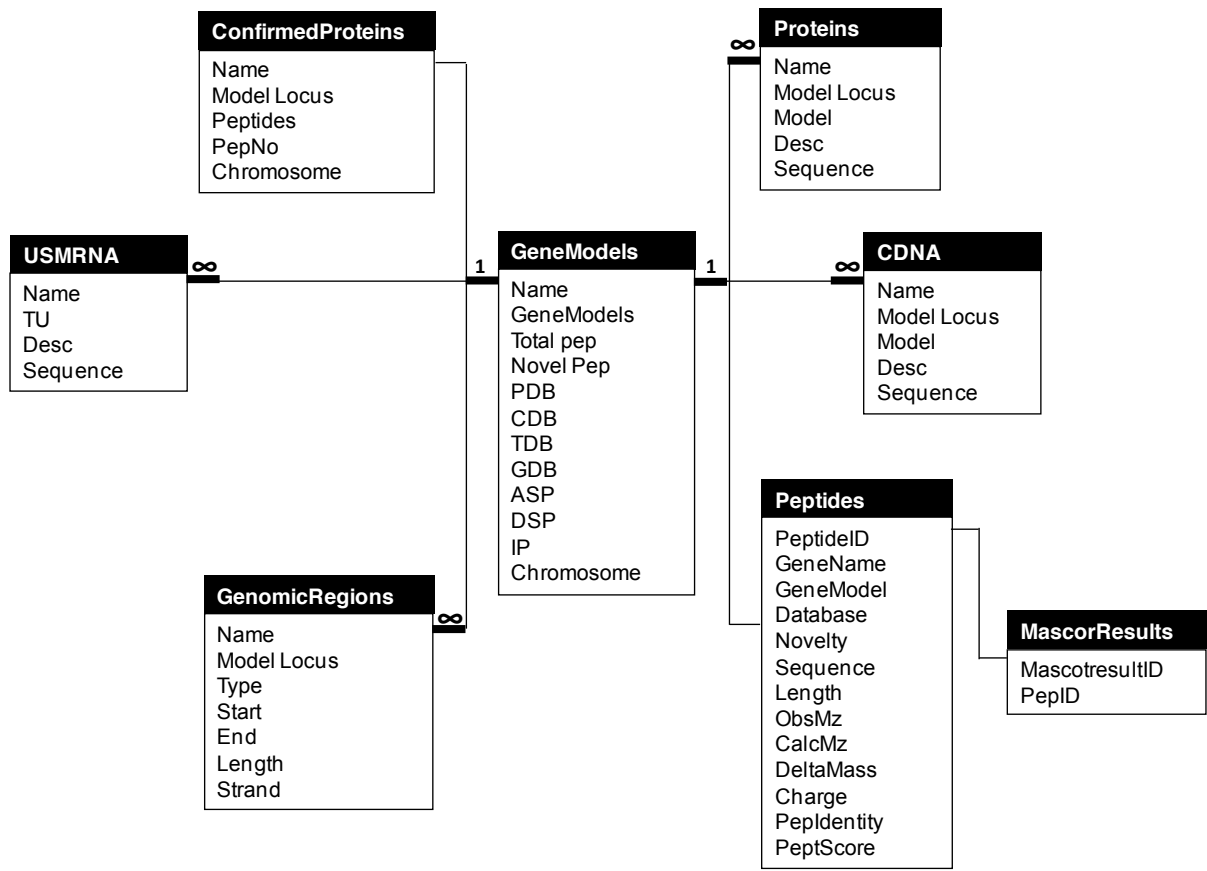 ConfirmedProteins
Name
Model Locus
Peptides
PepNo
Chromosome
Proteins
Name
Model Locus
Model
Desc
Sequence
∞
USMRNA
Name
TU
Desc
Sequence
∞
1
GeneModels
Name
GeneModels
Total pep
Novel Pep
PDB
CDB
TDB
GDB
ASP
DSP
IP
Chromosome
1
∞
CDNA
Name
Model Locus
Model
Desc
Sequence
GenomicRegions
Name
Model Locus
Type
Start
End
Length
Strand
∞
Peptides
PeptideID
GeneName
GeneModel
Database
Novelty
Sequence
Length
ObsMz
CalcMz
DeltaMass
Charge
PepIdentity
PeptScore
MascorResults
MascotresultID
PepID